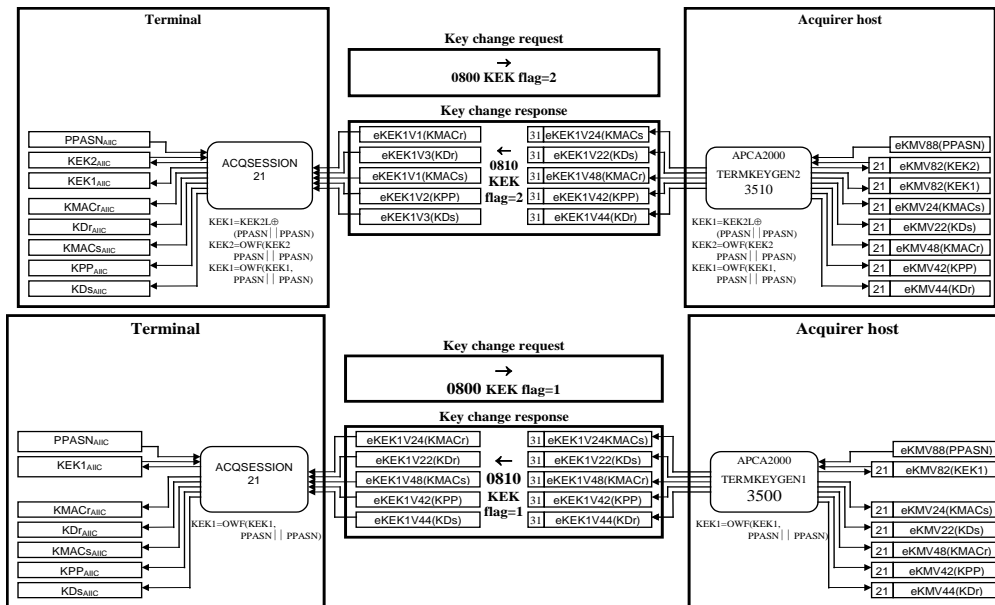 Terminal
Acquirer host
Key change request
→
0800 KEK flag=2
Key change response
PPASNAIIC
KEK2AIIC
KEK1AIIC
KMACrAIIC
KDrAIIC
KMACsAIIC
KPPAIIC
KDsAIIC
ACQSESSION
21
KEK1=KEK2L⊕
(PPASN||PPASN)
KEK2=OWF(KEK2
PPASN|| PPASN)
KEK1=OWF(KEK1,
PPASN|| PPASN)
eKEK1V1(KMACr)
eKEK1V3(KDr)
eKEK1V1(KMACs)
eKEK1V2(KPP)
eKEK1V3(KDs)
←
0810
KEK
flag=2
31 eKEK1V24(KMACs
31 eKEK1V22(KDs)
31 eKEK1V48(KMACr)
31 eKEK1V42(KPP)
31 eKEK1V44(KDr)
APCA2000
TERMKEYGEN2
3510
KEK1=KEK2L⊕
(PPASN||PPASN)
KEK2=OWF(KEK2
PPASN|| PPASN)
KEK1=OWF(KEK1,
PPASN|| PPASN)
eKMV88(PPASN)
21 eKMV82(KEK2)
21 eKMV82(KEK1)
21 eKMV24(KMACs)
21 eKMV22(KDs)
21 eKMV48(KMACr)
21 eKMV42(KPP)
21 eKMV44(KDr)
Terminal
Acquirer host
Key change request
→
0800 KEK flag=1
Key change response
PPASNAIIC
KEK1AIIC
KMACrAIIC
KDrAIIC
KMACsAIIC
KPPAIIC
KDsAIIC
ACQSESSION
21
KEK1=OWF(KEK1,
PPASN|| PPASN)
eKEK1V24(KMACr)
eKEK1V22(KDr)
eKEK1V48(KMACs)
eKEK1V42(KPP)
eKEK1V44(KDs)
←
0810
KEK
flag=1
31 eKEK1V24KMACs)
31 eKEK1V22(KDs)
31 eKEK1V48(KMACr)
31 eKEK1V42(KPP)
31 eKEK1V44(KDr)
APCA2000
TERMKEYGEN1
3500
KEK1=OWF(KEK1,
PPASN|| PPASN)
eKMV88(PPASN)
21 eKMV82(KEK1)
21 eKMV24(KMACs)
21 eKMV22(KDs)
21 eKMV48(KMACr)
21 eKMV42(KPP)
21 eKMV44(KDr)